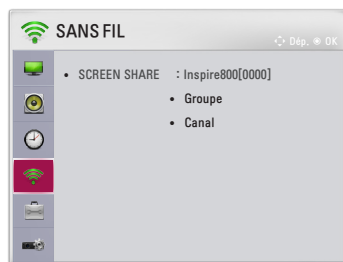 SANS FIL
Dép. OK
• SCREEN SHARE : Inspire800[0000]
• Groupe
• Canal